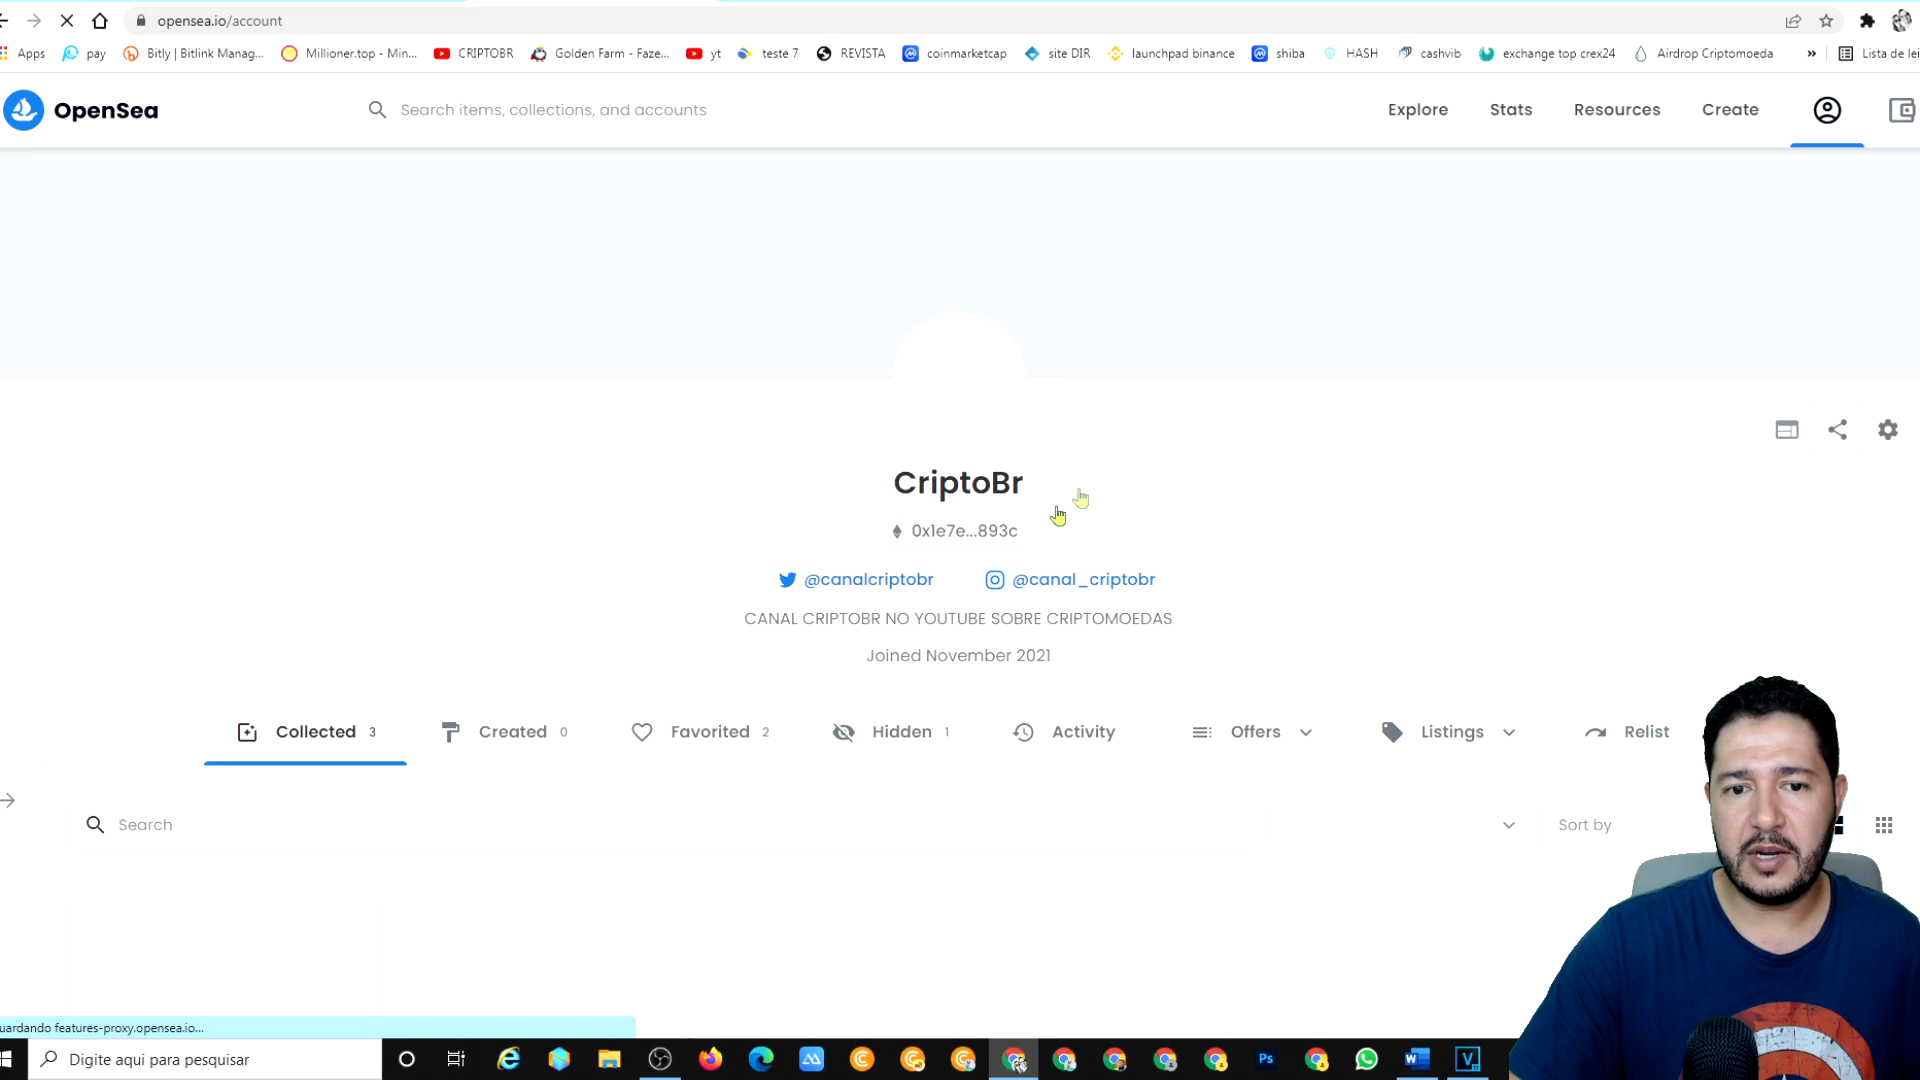 opensea.io/account
Apps pay Bitly | Bitlink Manag... Millioner.top - Min... CRIPTOBR Golden Farm - Faze... yt teste 7 REVISTA coinmarketcap site DIR launchpad binance shiba HASH cashvib exchange top crex24 Airdrop Criptomoeda » Lista de lei
OpenSea Search items, collections, and accounts Explore Stats Resources Create
CriptoBr
0x1e7e...893c
@canalcriptobr @canal_criptobr
CANAL CRIPTOBR NO YOUTUBE SOBRE CRIPTOMOEDAS
Joined November 2021
Collected 3 Created 0 Favorited 2 Hidden 1 Activity Offers Listings Relist
Search Sort by
uardando features-proxy.opensea.io...
Digite aqui para pesquisar Ps